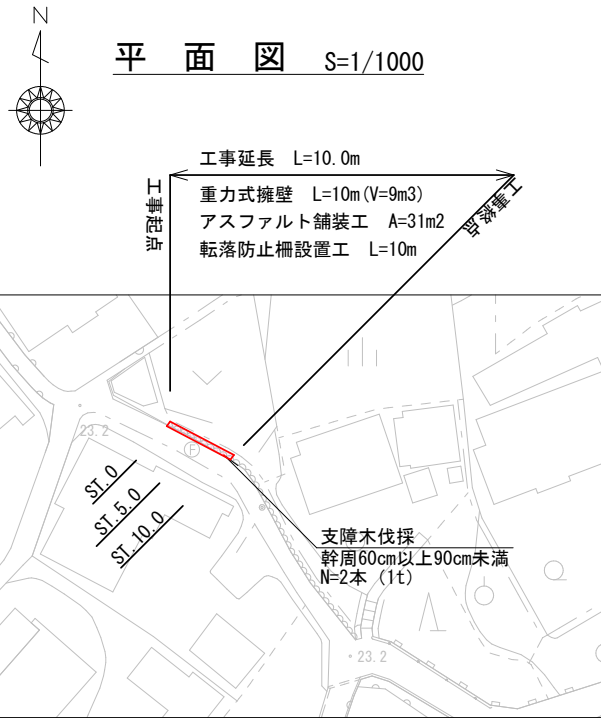 N
平 面 図 S=1/1000
工事延長 L=10.0m
工事起点
工事終点
重力式擁壁 L=10m(V=9m3)
アスファルト舗装工 A=31m2
転落防止柵設置工 L=10m
23.2
F
ST.0
ST.5.0
ST.10.0
支障木伐採
幹周60cm以上90cm未満
N=2本 (1t)
23.2